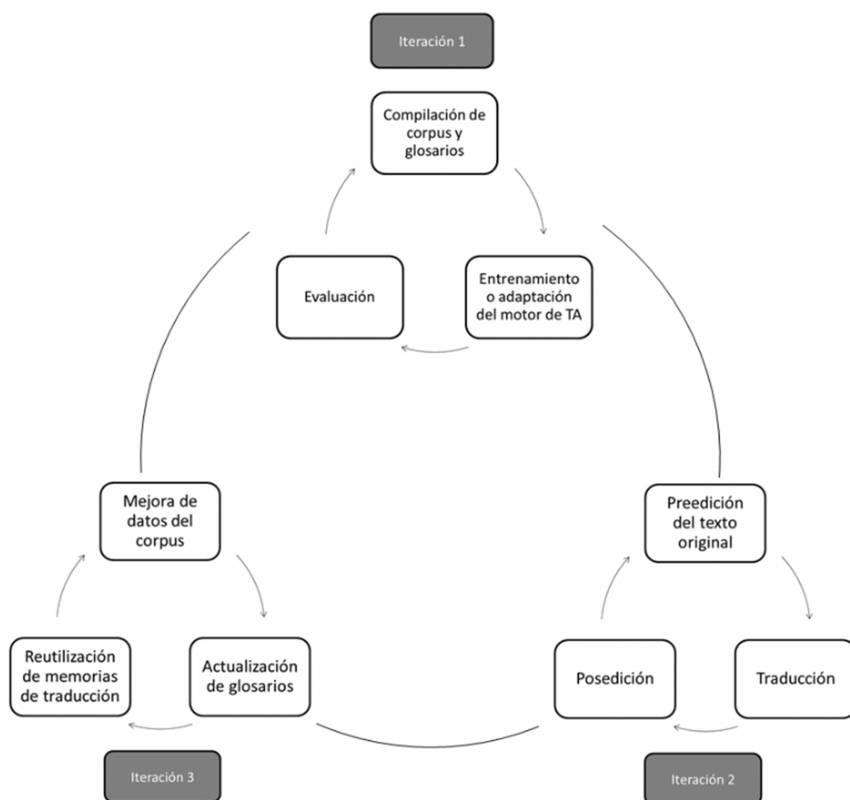 Iteración 1
Compilación de
corpus y
glosarios
Evaluación
Entrenamiento
o adaptación
del motor de TA
Mejora de
datos del
corpus
Preedición
del texto
original
Reutilización
de memorias
de traducción
Actualización
de glosarios
Posedición
Traducción
Iteración 3
Iteración 2